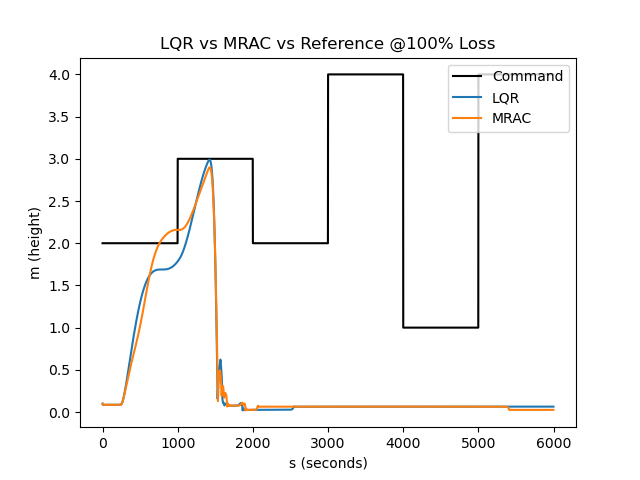 LQR vs MRAC vs Reference @100% Loss
m (height)
4.0
3.5
3.0
2.5
2.0
1.5
1.0
0.5
0.0
Command
LQR
MRAC
0 1000 2000 3000 4000 5000 6000
s (seconds)